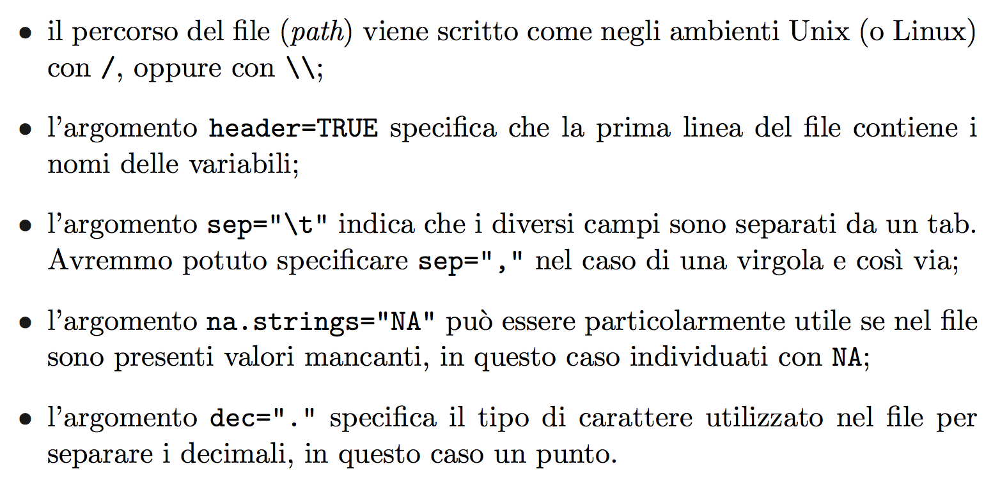 • il percorso del file (path) viene scritto come negli ambienti Unix (o Linux)
con /, oppure con \\;
• l'argomento header=TRUE specifica che la prima linea del file contiene i
nomi delle variabili;
• l'argomento sep="\t" indica che i diversi campi sono separati da un tab.
Avremmo potuto specificare sep="," nel caso di una virgola e così via;
• l'argomento na.strings="NA" può essere particolarmente utile se nel file
sono presenti valori mancanti, in questo caso individuati con NA;
• l'argomento dec="." specifica il tipo di carattere utilizzato nel file per
separare i decimali, in questo caso un punto.